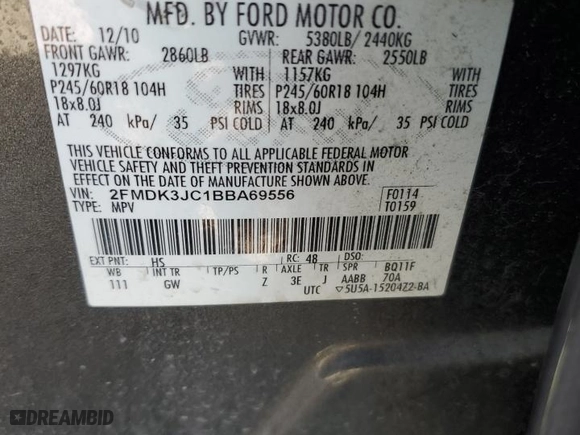 MFD. BY FORD MOTOR CO.
DATE: 12/10 GVWR: 5380LB/ 2440KG
FRONT GAWR: 2860LB REAR GAWR: 2550LB
1297KG WITH 1157KG WITH
P245/60R18 104H TIRES P245/60R18 104H TIRES
18x8.0J RIMS 18x8.0J RIMS
AT 240 kPa/ 35 PSI COLD AT 240 kPa/ 35 PSI COLD
THIS VEHICLE CONFORMS TO ALL APPLICABLE FEDERAL MOTOR
VEHICLE SAFETY AND THEFT PREVENTION STANDARDS IN
EFFECT ON THE DATE OF MANUFACTURE SHOWN ABOVE.
VIN: 2FMDK3JC1BBA69556 F0114
TYPE: MPV T0159
EXT PNT: HS RC: 48 DSO:
WB INT TR TP/PS R AXLE TR SPR BQ11F
111 GW Z 3E J AABB 70A
UTC ▽5U5A-15204Z2-BA
DREAMBID